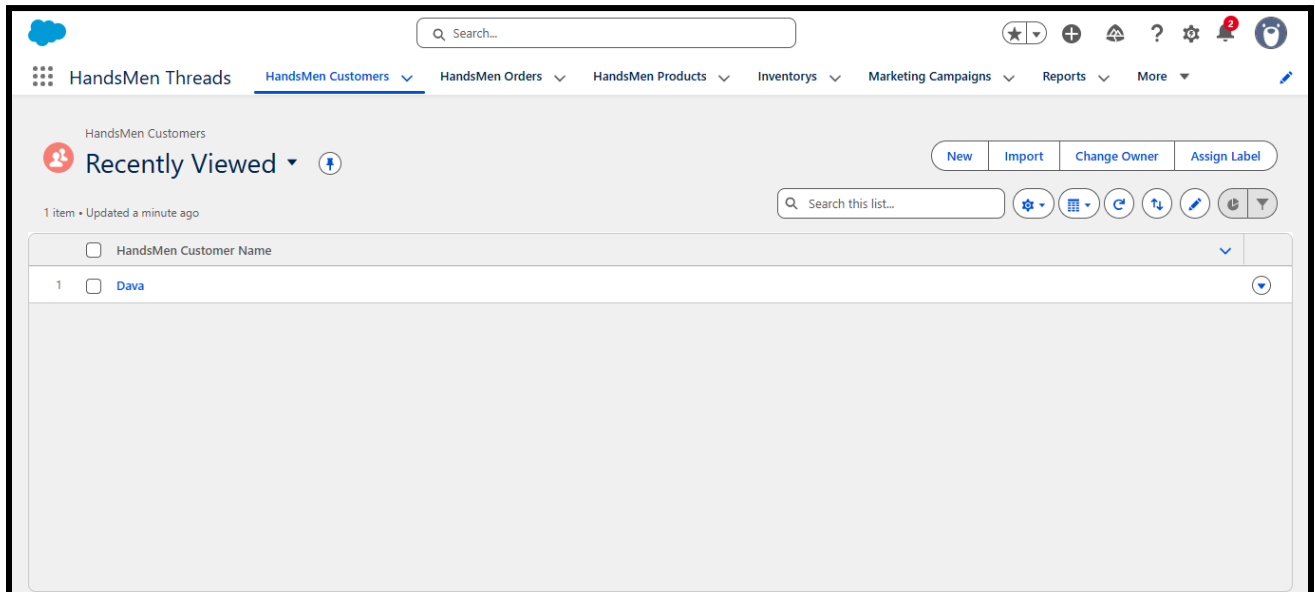 Search...
2
HandsMen Threads HandsMen Customers HandsMen Orders HandsMen Products Inventorys Marketing Campaigns Reports More
HandsMen Customers
Recently Viewed
New Import Change Owner Assign Label
1 item • Updated a minute ago
Search this list...
HandsMen Customer Name
1 Dava